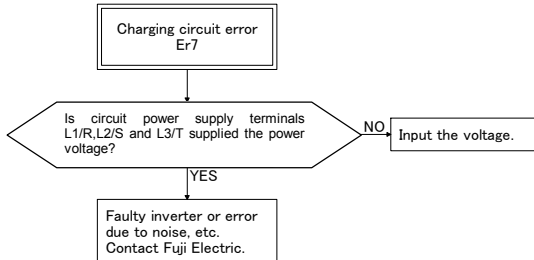 Charging circuit error
Er7
Is circuit power supply terminals
L1/R,L2/S and L3/T supplied the power
voltage?
NO
Input the voltage.
YES
Faulty inverter or error
due to noise, etc.
Contact Fuji Electric.